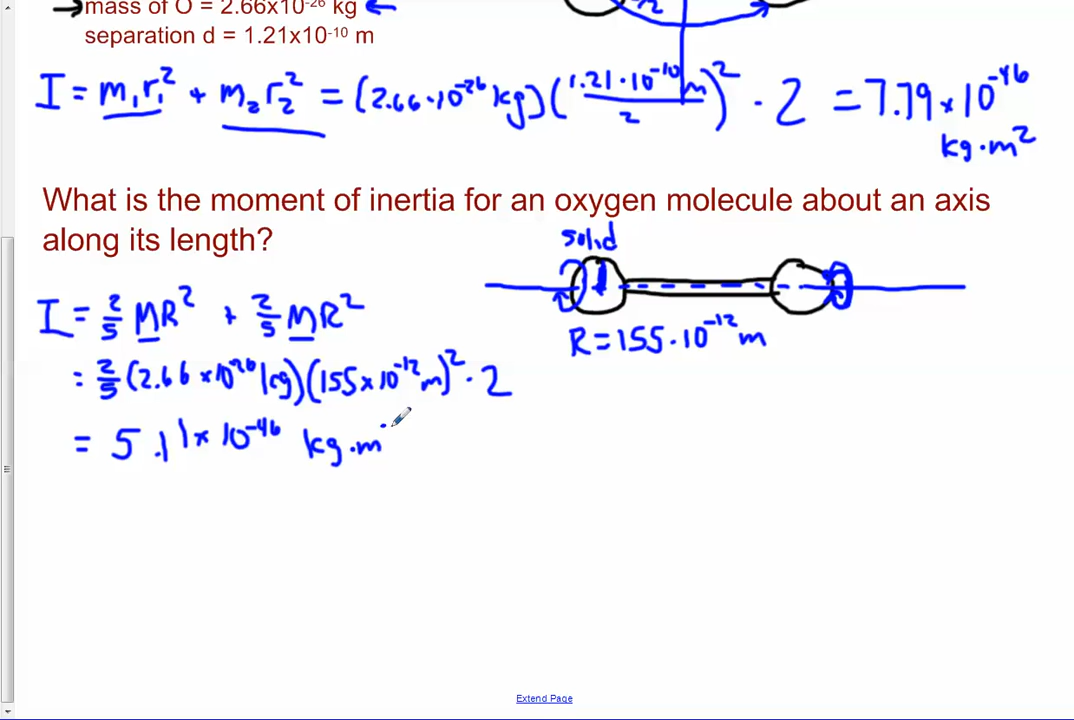 mass of O = 2.66x10⁻²⁶ kg
separation d = 1.21x10⁻¹⁰ m
I = m₁r₁² + m₂r₂² = (2.66·10⁻²⁶ kg)(1.21·10⁻¹⁰ m / 2)² · 2 = 7.79 x 10⁻⁴⁶
kg·m²
What is the moment of inertia for an oxygen molecule about an axis
along its length?
solid
I = 2/5 MR² + 2/5 MR²
R = 155·10⁻¹² m
= 2/5 (2.66 x 10⁻²⁶ kg)(155 x 10⁻¹² m)² · 2
= 5.11 x 10⁻⁴⁶ kg·m
Extend Page